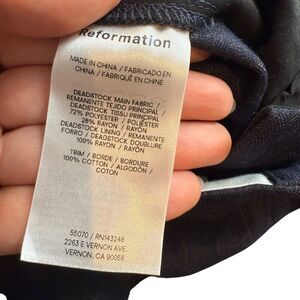 Reformation
MADE IN CHINA / FABRICADO EN
CHINA / FABRIQUÉ EN CHINE
DEADSTOCK MAIN FABRIC /
REMANENTE TEJIDO PRINCIPAL /
DEADSTOCK TISSU PRINCIPAL
72% POLYESTER / POLIÉSTER
28% RAYON / RAYÓN
DEADSTOCK LINING / REMANENTE
FORRO / DEADSTOCK DOUBLURE
100% RAYON / RAYÓN
TRIM / BORDE / BORDURE
100% COTTON / ALGODÓN /
COTON
55070 / RN143248
2263 E VERNON AVE.
VERNON, CA 90058